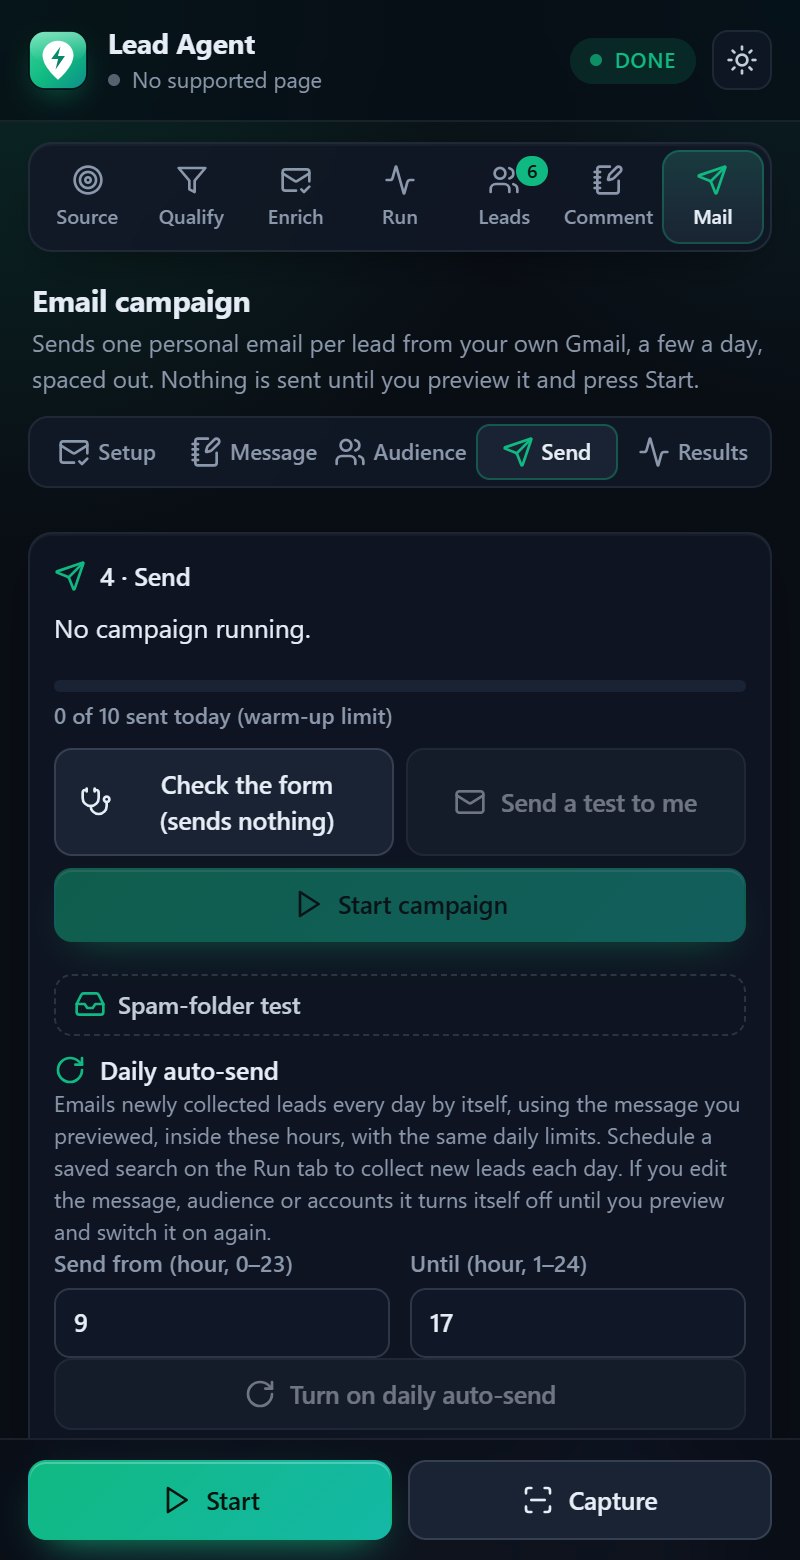 Lead Agent
No supported page
DONE
Source
Qualify
Enrich
Run
Leads
6
Comment
Mail
Email campaign
Sends one personal email per lead from your own Gmail, a few a day,
spaced out. Nothing is sent until you preview it and press Start.
Setup
Message
Audience
Send
Results
4 · Send
No campaign running.
0 of 10 sent today (warm-up limit)
Check the form
(sends nothing)
Send a test to me
Start campaign
Spam-folder test
Daily auto-send
Emails newly collected leads every day by itself, using the message you
previewed, inside these hours, with the same daily limits. Schedule a
saved search on the Run tab to collect new leads each day. If you edit
the message, audience or accounts it turns itself off until you preview
and switch it on again.
Send from (hour, 0–23)
Until (hour, 1–24)
9
17
Turn on daily auto-send
Start
Capture